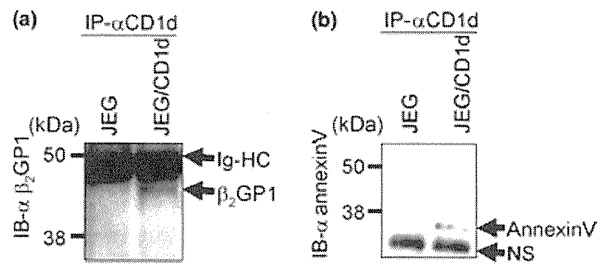 (a)
IP-αCD1d
JEG
JEG/CD1d
(kDa)
50
38
IB-α β₂GP1
Ig-HC
β₂GP1
(b)
IP-αCD1d
JEG
JEG/CD1d
(kDa)
50
38
IB-α annexinV
AnnexinV
NS